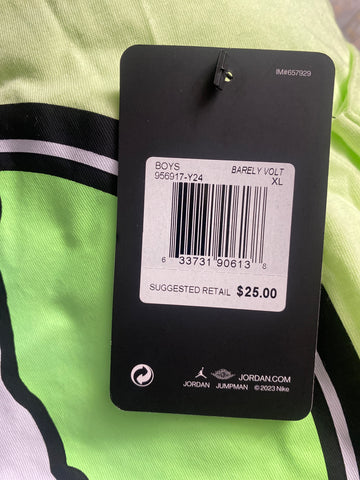 IM#657929
BOYS
956917-Y24 BARELY VOLT
XL
6 33731 90613 8
SUGGESTED RETAIL $25.00
JORDAN.COM
JORDAN JUMPMAN © 2023 Nike